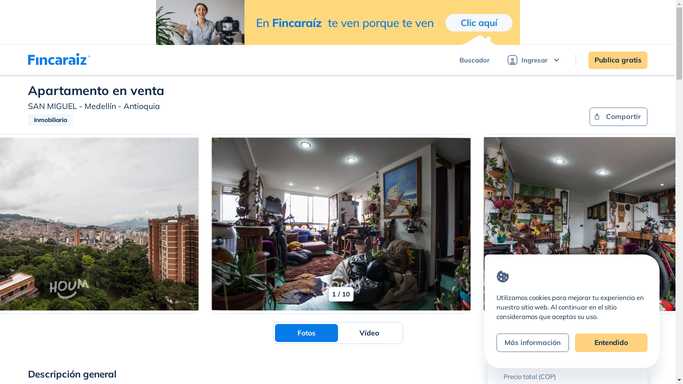 En Fincaraíz te ven porque te ven
Clic aquí
Fincaraíz
Buscador
Ingresar
Publica gratis
Apartamento en venta
SAN MIGUEL - Medellín - Antioquia
Inmobiliaria
Compartir
HOUM
1 / 10
Fotos
Vídeo
Utilizamos cookies para mejorar tu experiencia en
nuestro sitio web. Al continuar en el sitio
consideramos que aceptas su uso.
Más información
Entendido
Descripción general
Precio total (COP)